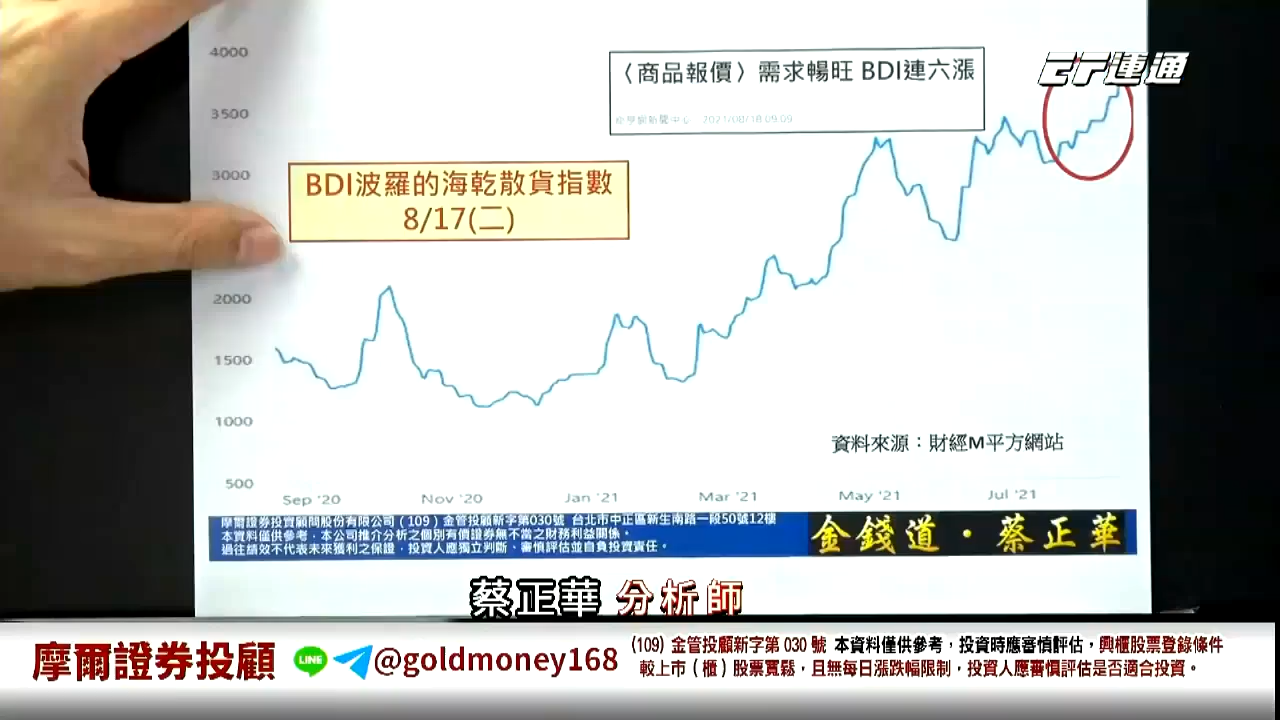 4000
3500
3000
2000
1500
1000
500
〈商品報價〉需求暢旺 BDI連六漲
2021/08/18 09:09
EF運通
BDI波羅的海乾散貨指數
8/17(二)
資料來源：財經M平方網站
Sep '20
Nov '20
Jan '21
Mar '21
May '21
Jul '21
摩爾證券投資顧問股份有限公司（109）金管投顧新字第030號 台北市中正區新生南路一段50號12樓
本資料僅供參考，本公司推介分析之個別有價證券無不當之財務利益關係。
過往績效不代表未來獲利之保證，投資人應獨立判斷、審慎評估並自負投資責任。
金錢道・蔡正華
蔡正華 分析師
摩爾證券投顧
LINE
@goldmoney168
(109) 金管投顧新字第 030 號 本資料僅供參考，投資時應審慎評估，興櫃股票登錄條件
較上市（櫃）股票寬鬆，且無每日漲跌幅限制，投資人應審慎評估是否適合投資。